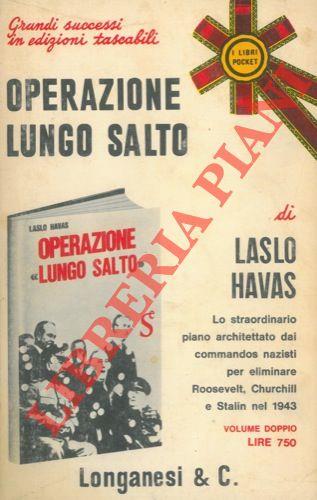 Grandi successi
in edizioni tascabili
I LIBRI
POCKET
OPERAZIONE
LUNGO SALTO
di
LASLO
HAVAS
LASLO HAVAS
OPERAZIONE
«LUNGO SALTO»
Lo straordinario
piano architettato dai
commandos nazisti
per eliminare
Roosevelt, Churchill
e Stalin nel 1943
VOLUME DOPPIO
LIRE 750
Longanesi & C.
LIBRERIA PIANI